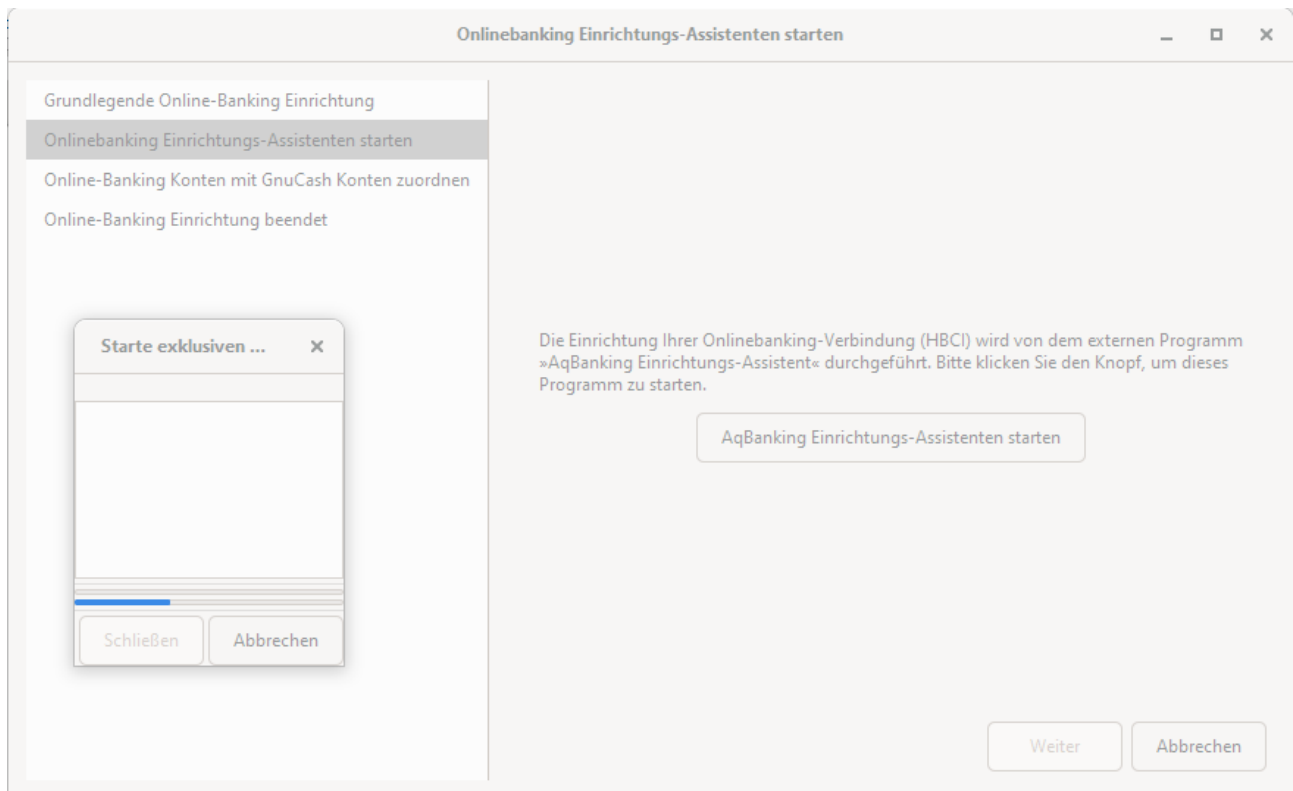 Onlinebanking Einrichtungs-Assistenten starten
Grundlegende Online-Banking Einrichtung
Onlinebanking Einrichtungs-Assistenten starten
Online-Banking Konten mit GnuCash Konten zuordnen
Online-Banking Einrichtung beendet
Starte exklusiven ...
Schließen Abbrechen
Die Einrichtung Ihrer Onlinebanking-Verbindung (HBCI) wird von dem externen Programm
»AqBanking Einrichtungs-Assistent« durchgeführt. Bitte klicken Sie den Knopf, um dieses
Programm zu starten.
AqBanking Einrichtungs-Assistenten starten
Weiter Abbrechen